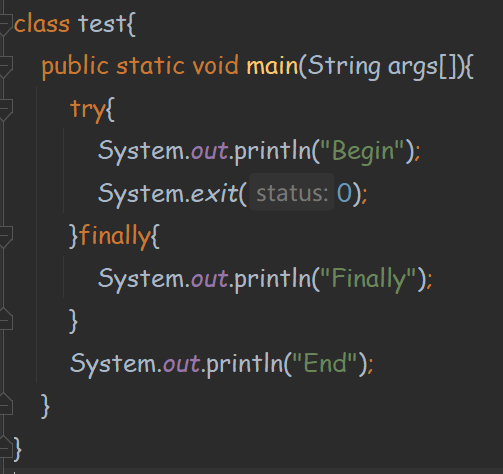 class test{
public static void main(String args[]){
try{
System.out.println("Begin");
System.exit( status: 0);
}finally{
System.out.println("Finally");
}
System.out.println("End");
}
}